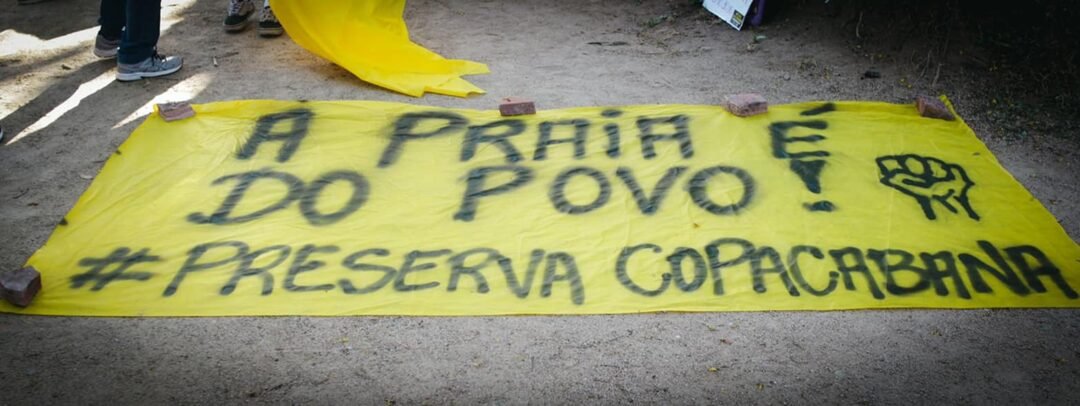 A PRAIA É
DO POVO!
#PRESERVA COPACABANA